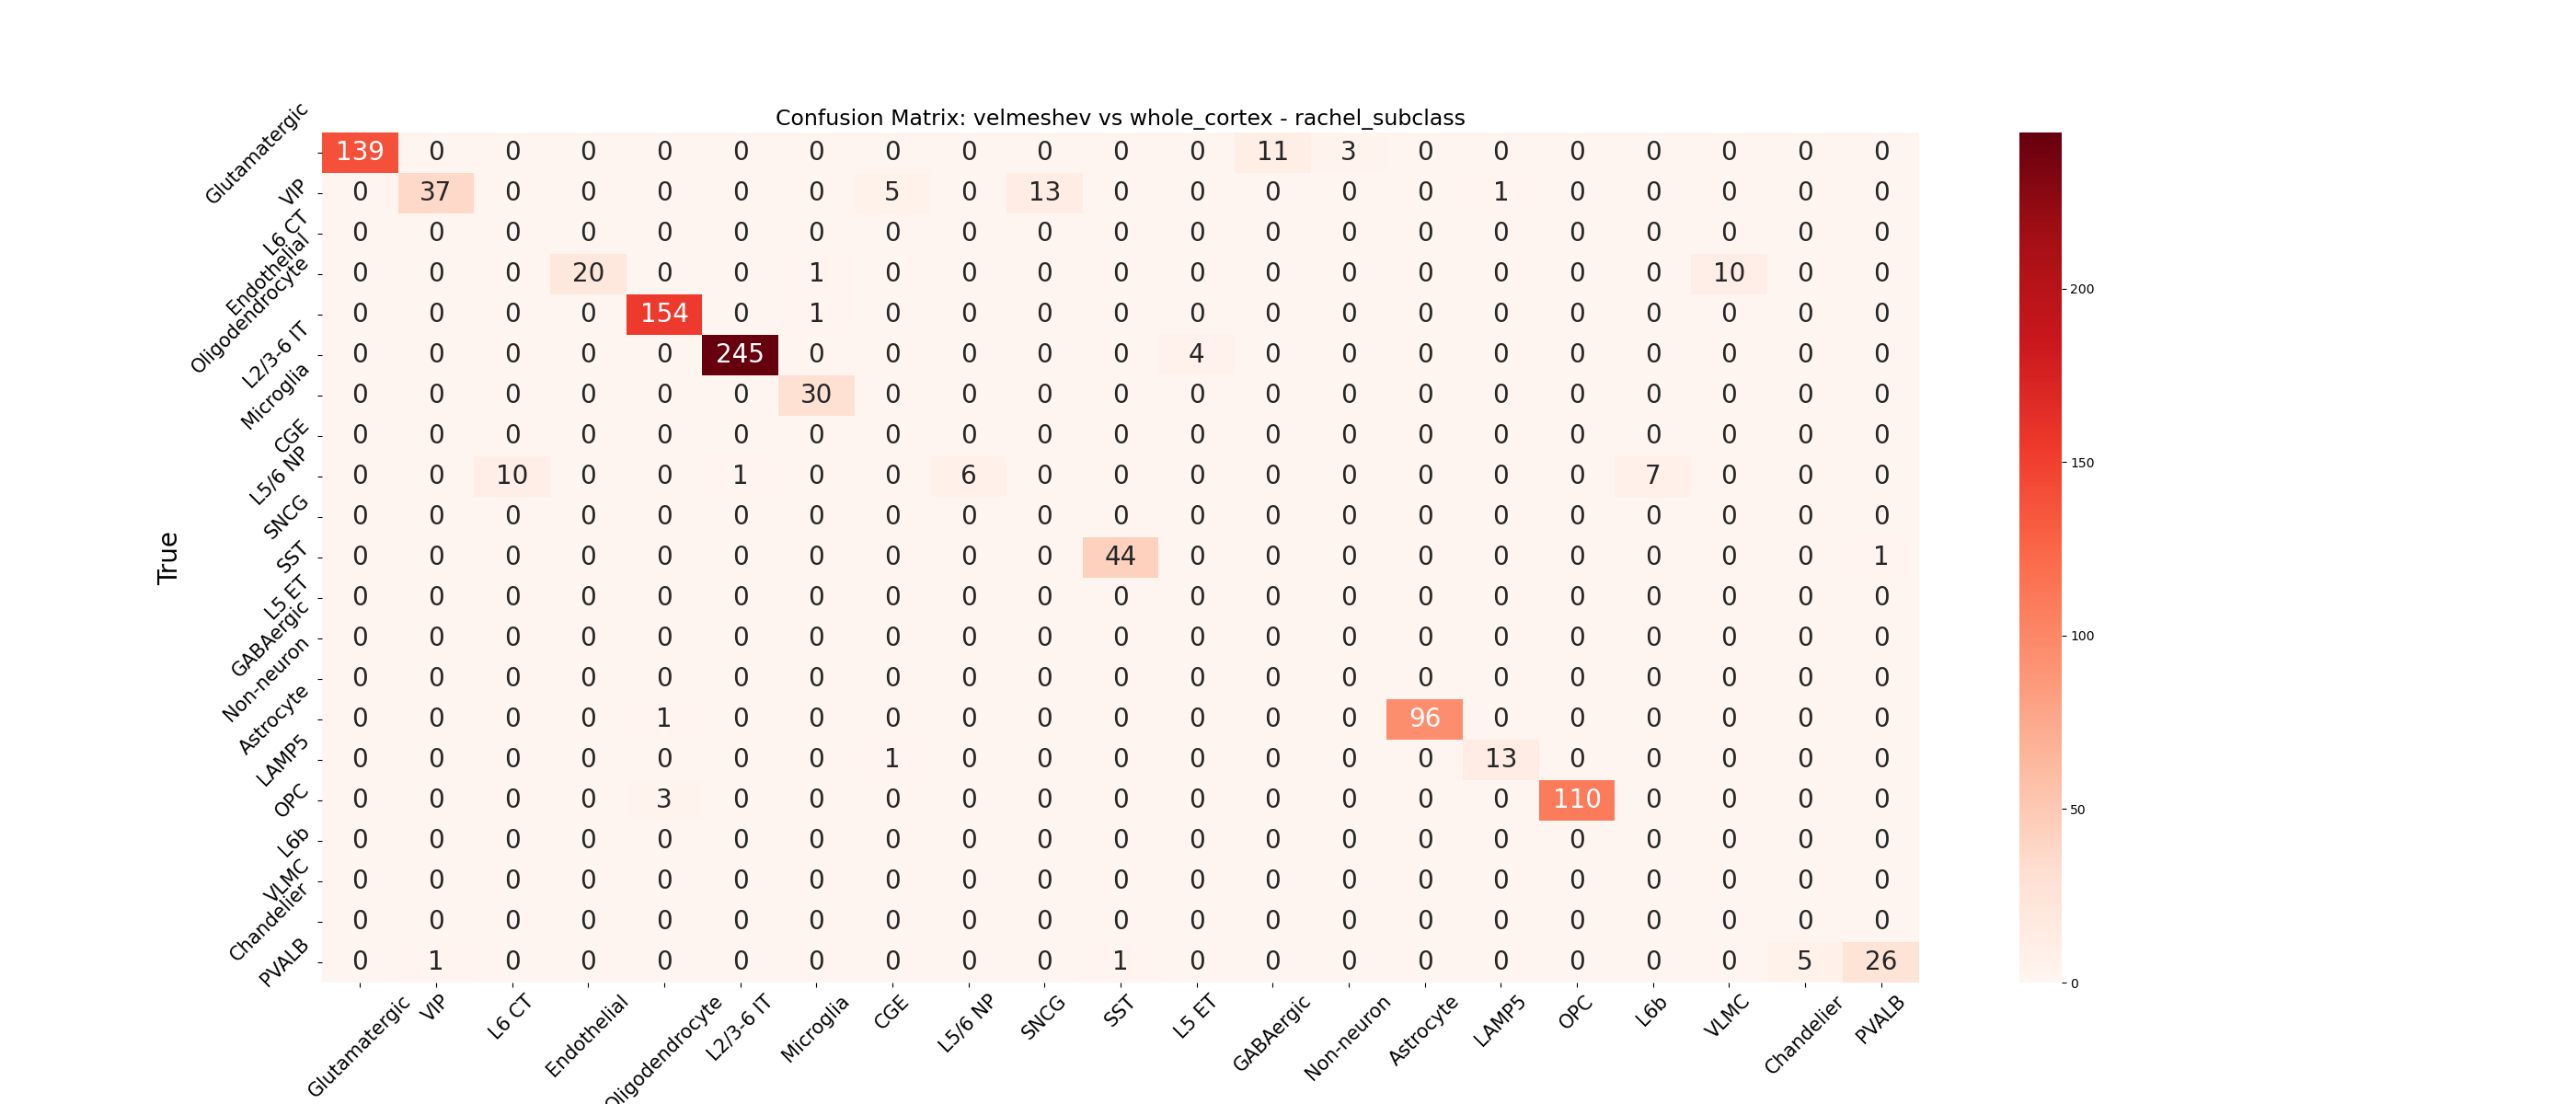 Confusion Matrix: velmeshev vs whole_cortex - rachel_subclass
True
Glutamatergic 139 0 0 0 0 0 0 0 0 0 0 0 11 3 0 0 0 0 0 0 0
VIP 0 37 0 0 0 0 0 5 0 13 0 0 0 0 0 1 0 0 0 0 0
L6 CT 0 0 0 0 0 0 0 0 0 0 0 0 0 0 0 0 0 0 0 0 0
Endothelial 0 0 0 20 0 0 1 0 0 0 0 0 0 0 0 0 0 0 10 0 0
Oligodendrocyte 0 0 0 0 154 0 1 0 0 0 0 0 0 0 0 0 0 0 0 0 0
L2/3-6 IT 0 0 0 0 0 245 0 0 0 0 0 4 0 0 0 0 0 0 0 0 0
Microglia 0 0 0 0 0 0 30 0 0 0 0 0 0 0 0 0 0 0 0 0 0
CGE 0 0 0 0 0 0 0 0 0 0 0 0 0 0 0 0 0 0 0 0 0
L5/6 NP 0 0 10 0 0 1 0 0 6 0 0 0 0 0 0 0 0 7 0 0 0
SNCG 0 0 0 0 0 0 0 0 0 0 0 0 0 0 0 0 0 0 0 0 0
SST 0 0 0 0 0 0 0 0 0 0 44 0 0 0 0 0 0 0 0 0 1
L5 ET 0 0 0 0 0 0 0 0 0 0 0 0 0 0 0 0 0 0 0 0 0
GABAergic 0 0 0 0 0 0 0 0 0 0 0 0 0 0 0 0 0 0 0 0 0
Non-neuron 0 0 0 0 0 0 0 0 0 0 0 0 0 0 0 0 0 0 0 0 0
Astrocyte 0 0 0 0 1 0 0 0 0 0 0 0 0 0 96 0 0 0 0 0 0
LAMP5 0 0 0 0 0 0 0 1 0 0 0 0 0 0 0 13 0 0 0 0 0
OPC 0 0 0 0 3 0 0 0 0 0 0 0 0 0 0 0 110 0 0 0 0
L6b 0 0 0 0 0 0 0 0 0 0 0 0 0 0 0 0 0 0 0 0 0
VLMC 0 0 0 0 0 0 0 0 0 0 0 0 0 0 0 0 0 0 0 0 0
Chandelier 0 0 0 0 0 0 0 0 0 0 0 0 0 0 0 0 0 0 0 0 0
PVALB 0 1 0 0 0 0 0 0 0 0 1 0 0 0 0 0 0 0 0 5 26
Glutamatergic VIP L6 CT Endothelial Oligodendrocyte L2/3-6 IT Microglia CGE L5/6 NP SNCG SST L5 ET GABAergic Non-neuron Astrocyte LAMP5 OPC L6b VLMC Chandelier PVALB
200
150
100
50
0